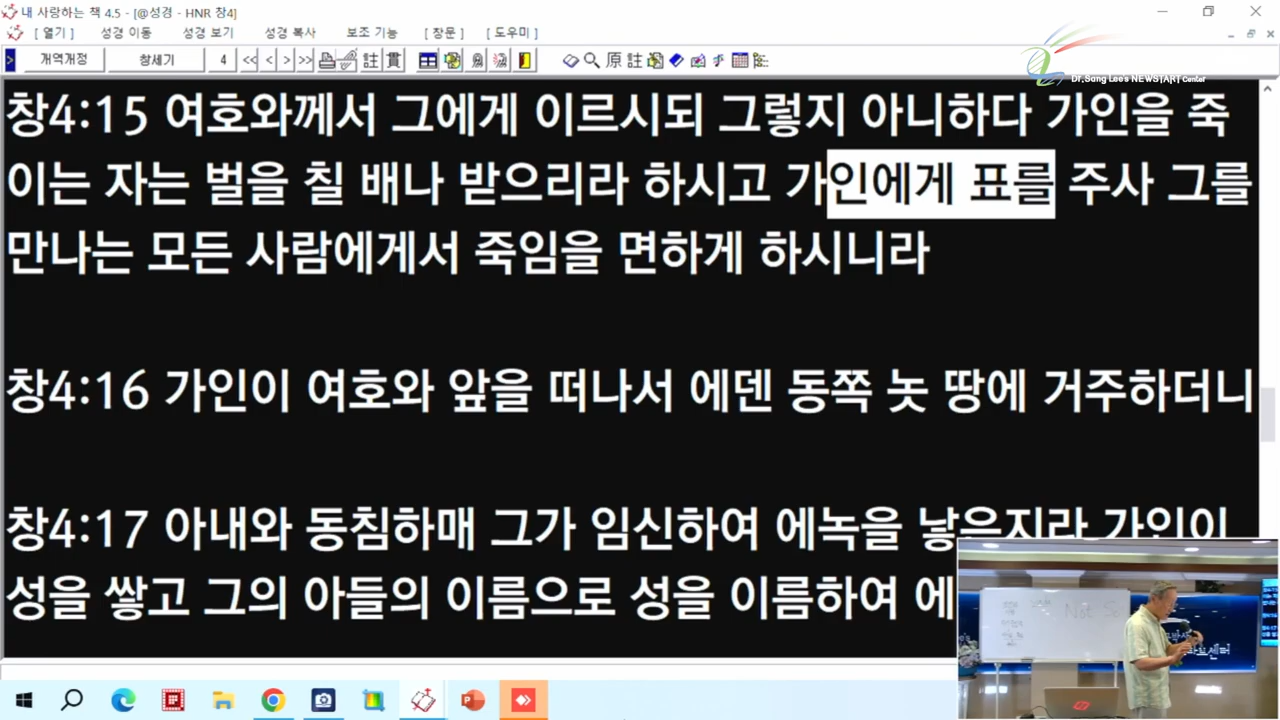 내 사랑하는 책 4.5 - [@성경 - HNR 창4]
[ 열기 ] 성경 이동 성경 보기 성경 복사 보조 기능 [ 창문 ] [ 도우미 ]
개역개정 창세기 4 << < > >> 註 貫 原 註
Dr.Sang Lee's NEWSTART Center
창4:15 여호와께서 그에게 이르시되 그렇지 아니하다 가인을 죽
이는 자는 벌을 칠 배나 받으리라 하시고 가인에게 표를 주사 그를
만나는 모든 사람에게서 죽임을 면하게 하시니라
창4:16 가인이 여호와 앞을 떠나서 에덴 동쪽 놋 땅에 거주하더니
창4:17 아내와 동침하매 그가 임신하여 에녹을 낳은지라 가인이
성을 쌓고 그의 아들의 이름으로 성을 이름하여 에
Not